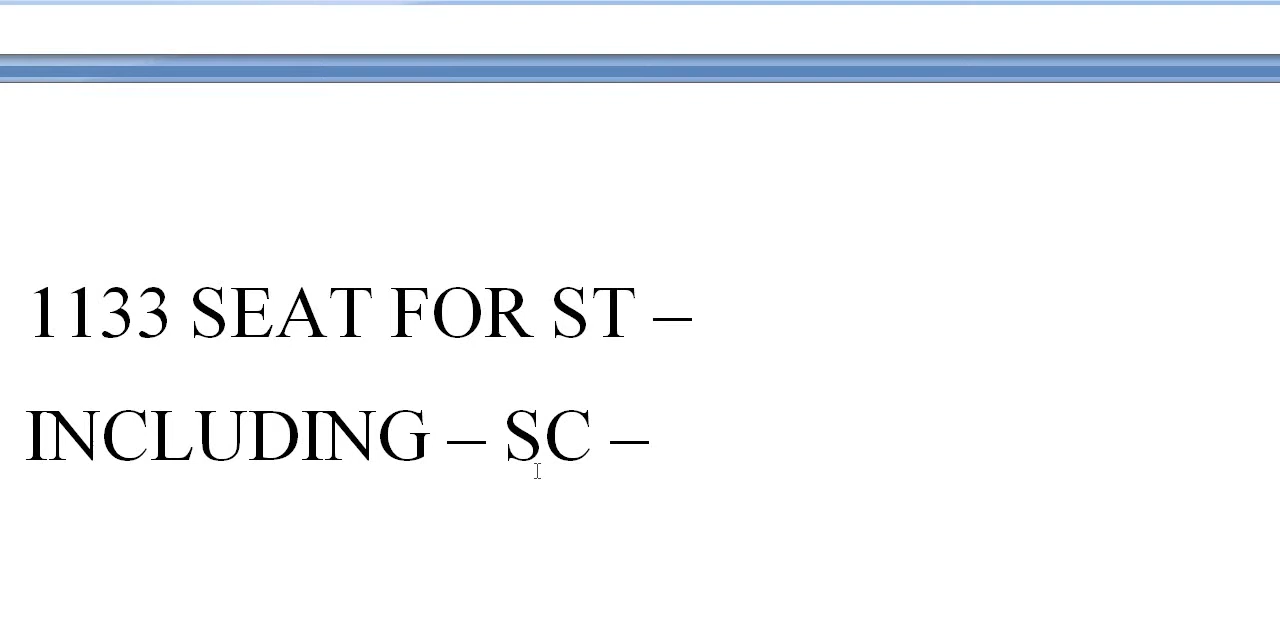 1133 SEAT FOR ST –
INCLUDING – SC –